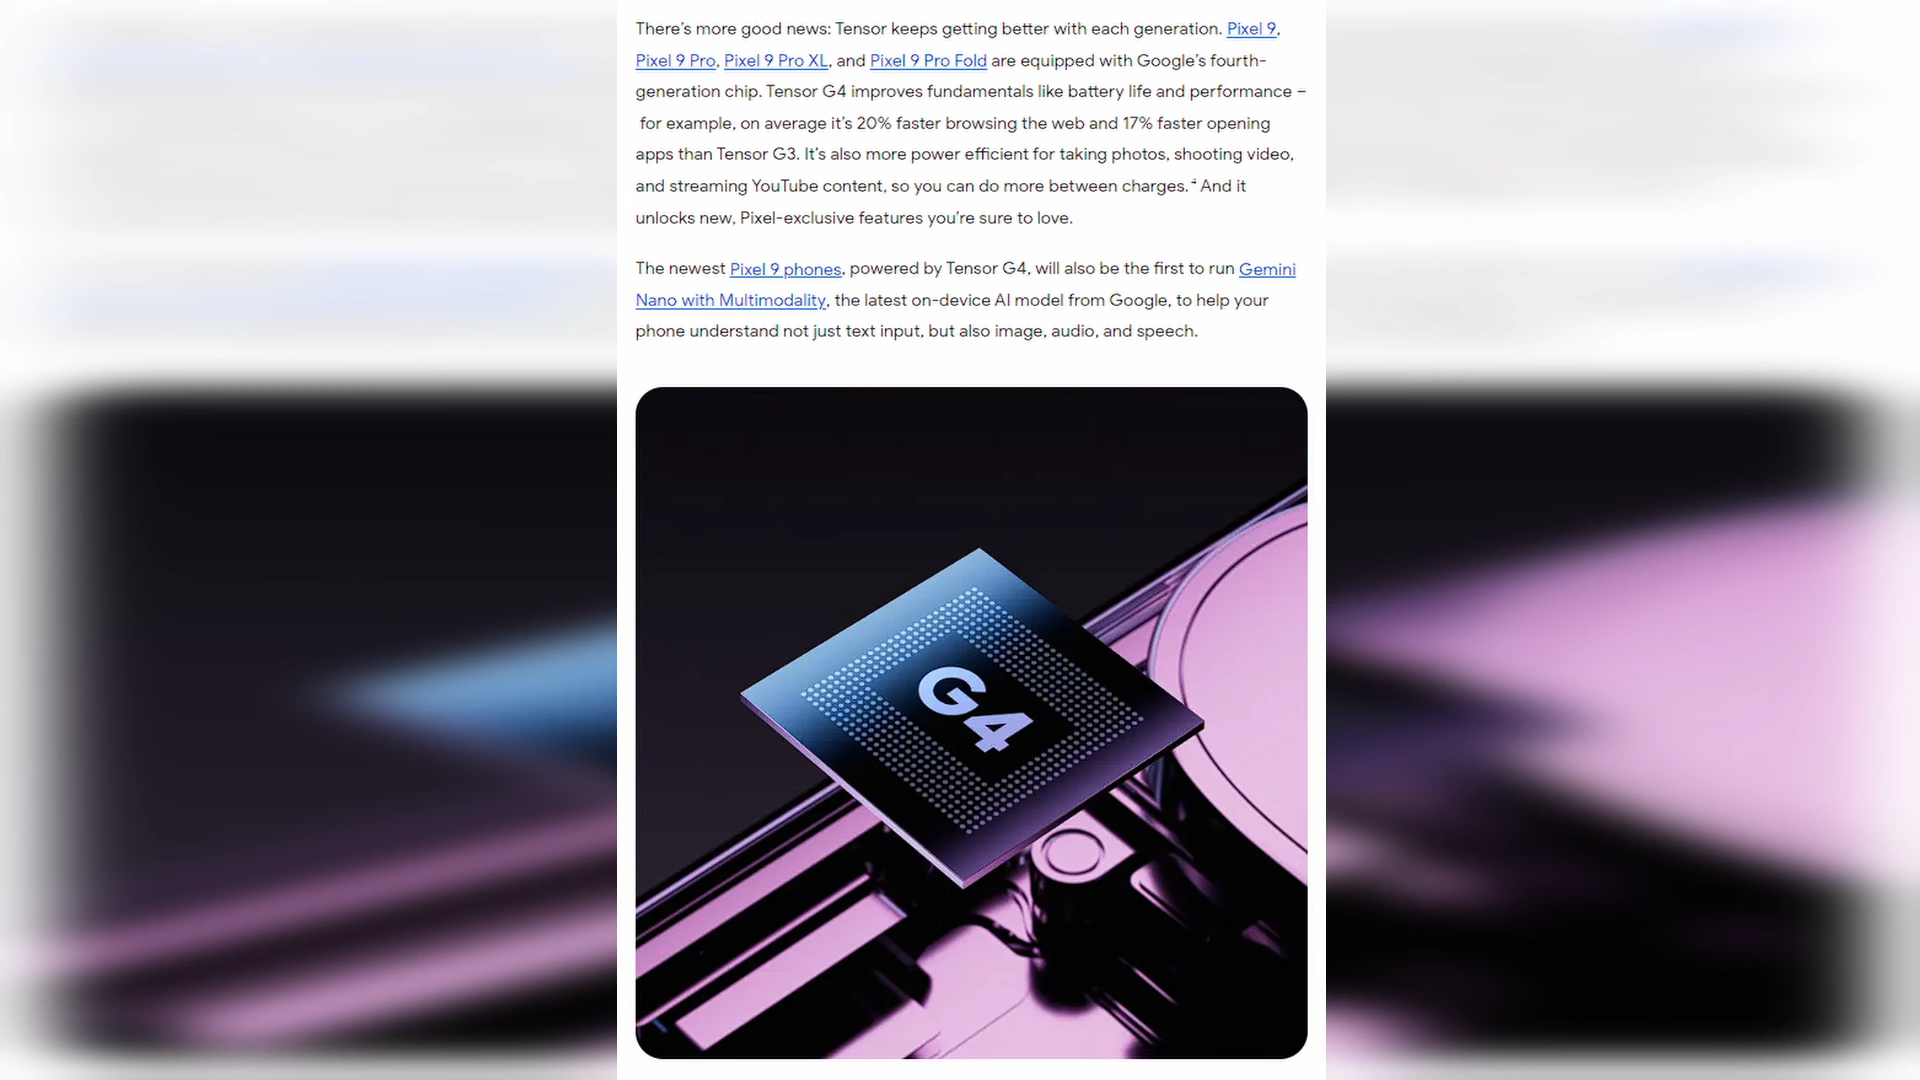 There's more good news: Tensor keeps getting better with each generation. Pixel 9,
Pixel 9 Pro, Pixel 9 Pro XL, and Pixel 9 Pro Fold are equipped with Google's fourth-
generation chip. Tensor G4 improves fundamentals like battery life and performance –
for example, on average it's 20% faster browsing the web and 17% faster opening
apps than Tensor G3. It's also more power efficient for taking photos, shooting video,
and streaming YouTube content, so you can do more between charges.⁴ And it
unlocks new, Pixel-exclusive features you're sure to love.
The newest Pixel 9 phones, powered by Tensor G4, will also be the first to run Gemini
Nano with Multimodality, the latest on-device AI model from Google, to help your
phone understand not just text input, but also image, audio, and speech.
G4